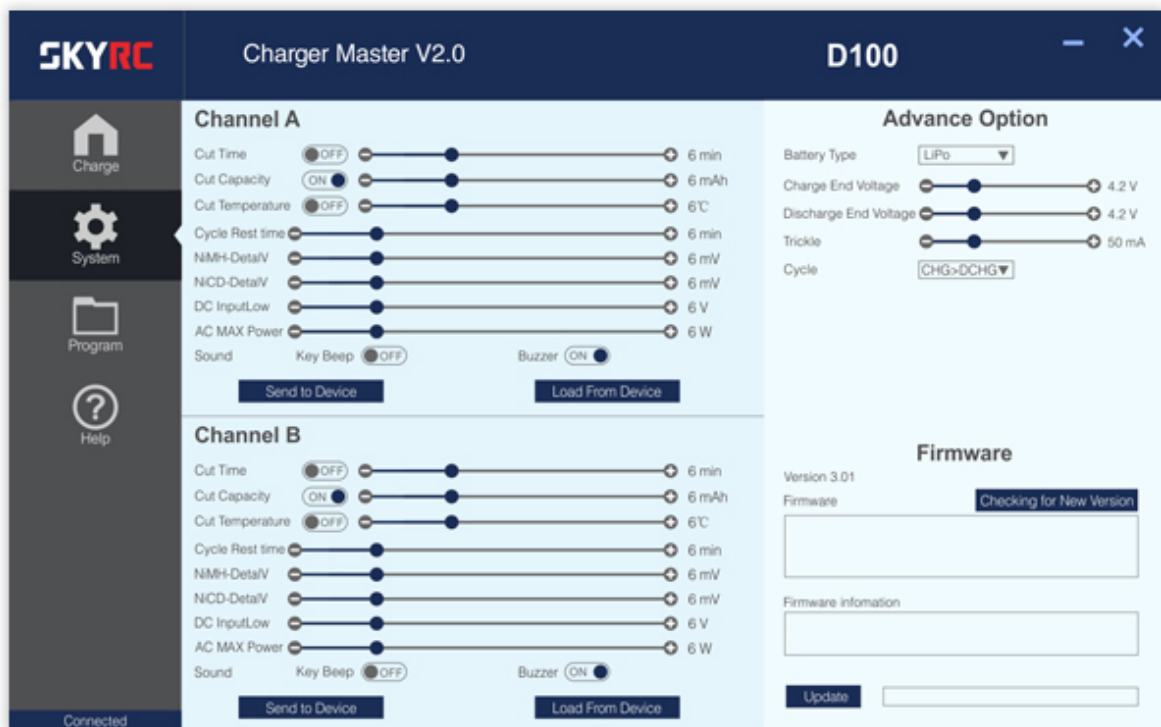 SKYRC
Charger Master V2.0
D100
Charge
System
Program
Help
Connected
Channel A
Cut Time OFF 6 min
Cut Capacity ON 6 mAh
Cut Temperature OFF 6℃
Cycle Rest time 6 min
NiMH-DetalV 6 mV
NiCD-DetalV 6 mV
DC InputLow 6 V
AC MAX Power 6 W
Sound Key Beep OFF Buzzer ON
Send to Device Load From Device
Channel B
Cut Time OFF 6 min
Cut Capacity ON 6 mAh
Cut Temperature OFF 6℃
Cycle Rest time 6 min
NiMH-DetalV 6 mV
NiCD-DetalV 6 mV
DC InputLow 6 V
AC MAX Power 6 W
Sound Key Beep OFF Buzzer ON
Send to Device Load From Device
Advance Option
Battery Type LiPo
Charge End Voltage 4.2 V
Discharge End Voltage 4.2 V
Trickle 50 mA
Cycle CHG>DCHG
Firmware
Version 3.01
Firmware Checking for New Version
Firmware infomation
Update